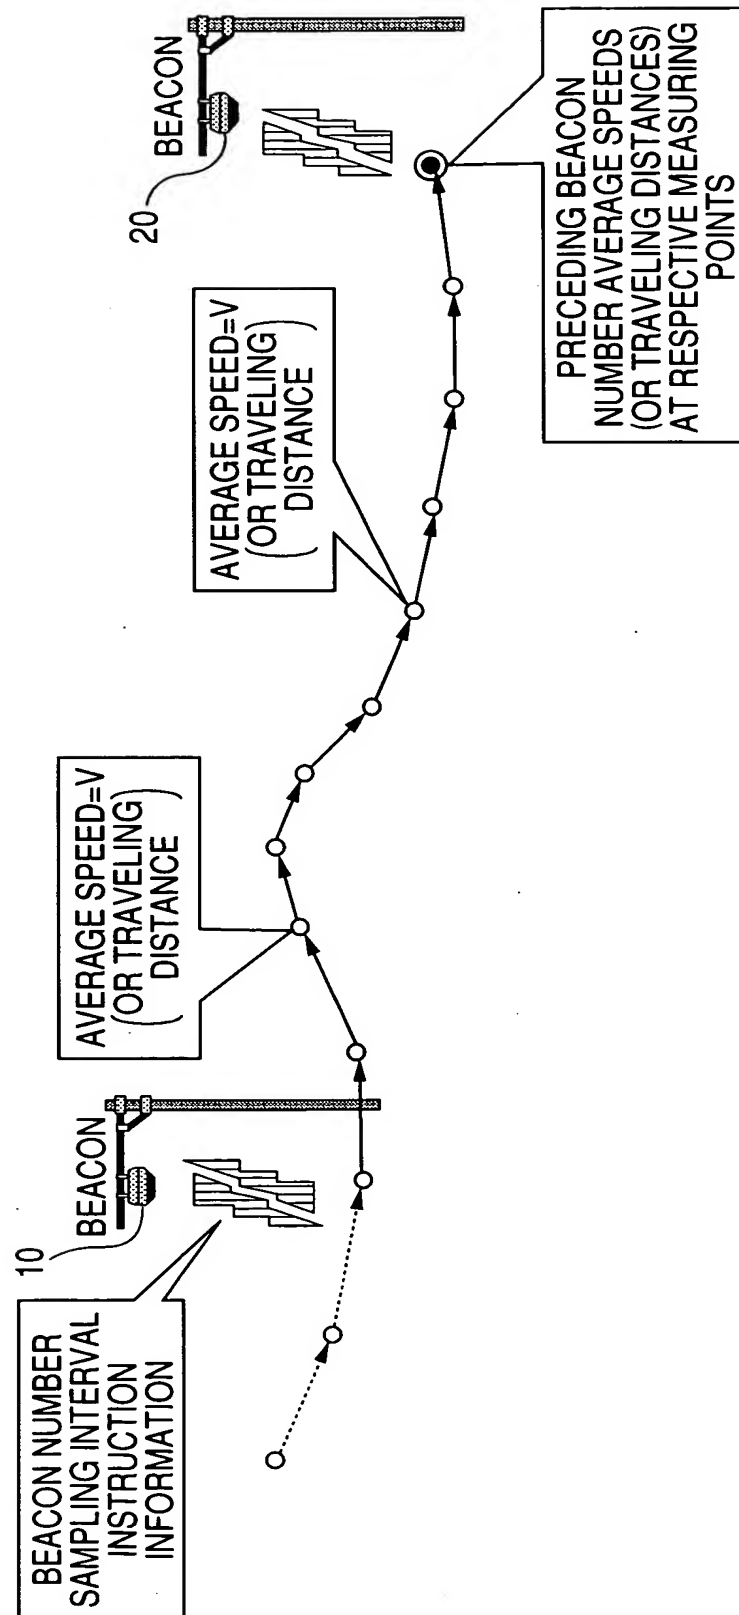 BEACON NUMBER
SAMPLING INTERVAL
INSTRUCTION
INFORMATION
10
BEACON
AVERAGE SPEED=V
(OR TRAVELING
DISTANCE)
AVERAGE SPEED=V
(OR TRAVELING
DISTANCE)
20
BEACON
PRECEDING BEACON
NUMBER AVERAGE SPEEDS
(OR TRAVELING DISTANCES)
AT RESPECTIVE MEASURING
POINTS